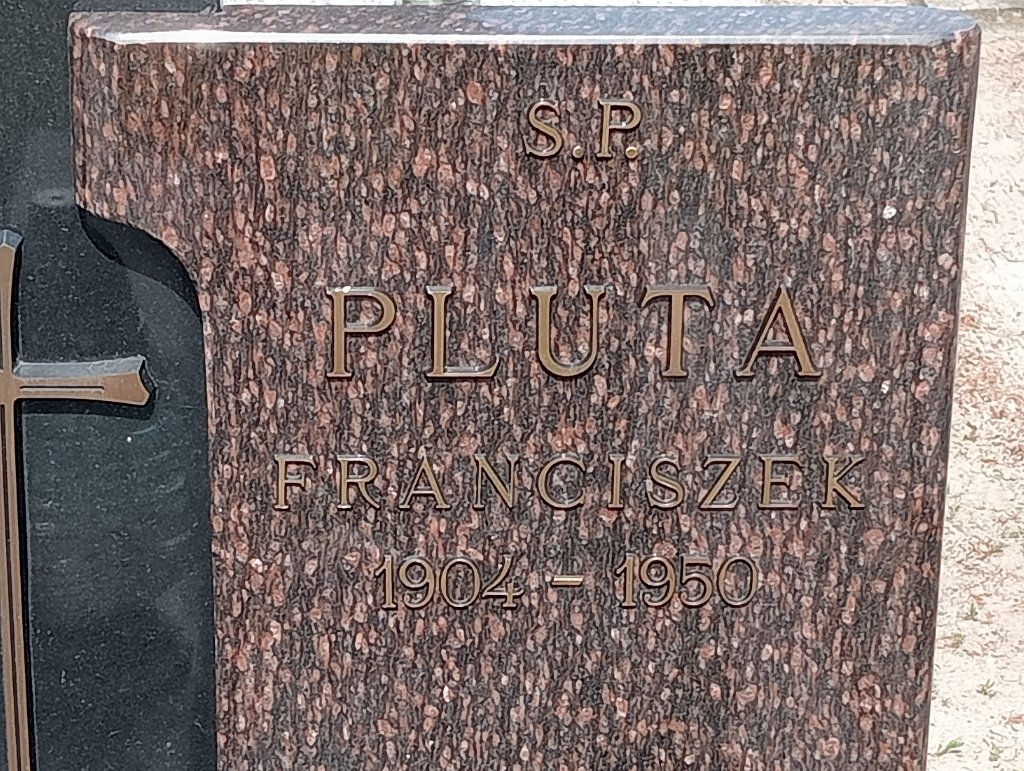 S.P.
PLUTA
FRANCISZEK
1904 - 1950